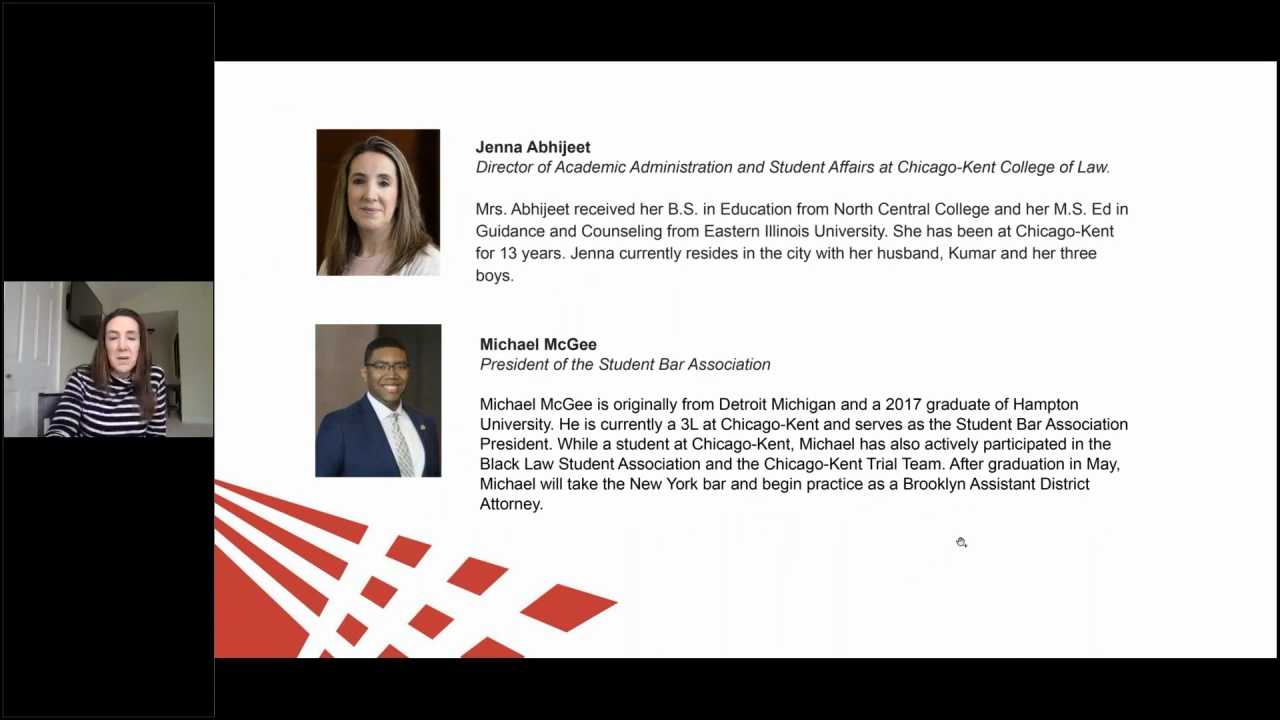 Jenna Abhijeet
Director of Academic Administration and Student Affairs at Chicago-Kent College of Law.
Mrs. Abhijeet received her B.S. in Education from North Central College and her M.S. Ed in
Guidance and Counseling from Eastern Illinois University. She has been at Chicago-Kent
for 13 years. Jenna currently resides in the city with her husband, Kumar and her three
boys.
Michael McGee
President of the Student Bar Association
Michael McGee is originally from Detroit Michigan and a 2017 graduate of Hampton
University. He is currently a 3L at Chicago-Kent and serves as the Student Bar Association
President. While a student at Chicago-Kent, Michael has also actively participated in the
Black Law Student Association and the Chicago-Kent Trial Team. After graduation in May,
Michael will take the New York bar and begin practice as a Brooklyn Assistant District
Attorney.